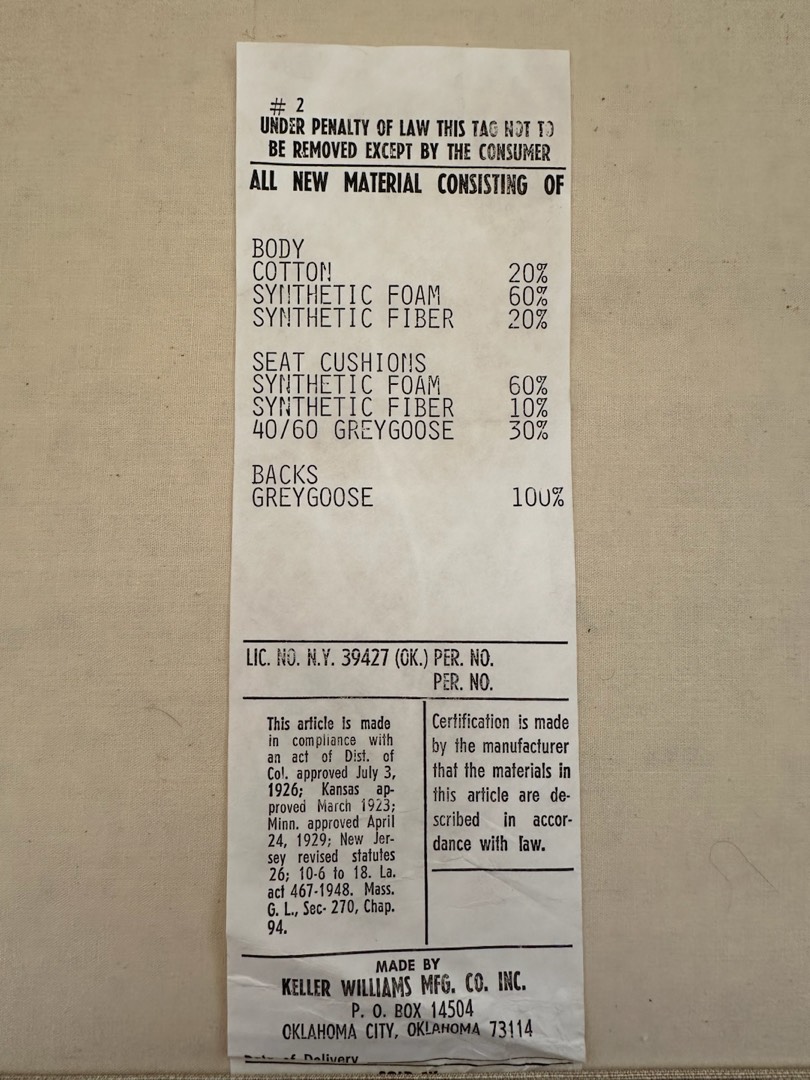 # 2
UNDER PENALTY OF LAW THIS TAG NOT TO
BE REMOVED EXCEPT BY THE CONSUMER
ALL NEW MATERIAL CONSISTING OF
BODY
COTTON 20%
SYNTHETIC FOAM 60%
SYNTHETIC FIBER 20%
SEAT CUSHIONS
SYNTHETIC FOAM 60%
SYNTHETIC FIBER 10%
40/60 GREYGOOSE 30%
BACKS
GREYGOOSE 100%
LIC. NO. N.Y. 39427 (OK.) PER. NO.
PER. NO.
This article is made
in compliance with
an act of Dist. of
Col. approved July 3,
1926; Kansas ap-
proved March 1923;
Minn. approved April
24, 1929; New Jer-
sey revised statutes
26; 10-6 to 18. La.
act 467-1948. Mass.
G. L., Sec- 270, Chap.
94.
Certification is made
by the manufacturer
that the materials in
this article are de-
scribed in accor-
dance with law.
MADE BY
KELLER WILLIAMS MFG. CO. INC.
P. O. BOX 14504
OKLAHOMA CITY, OKLAHOMA 73114
Date of Delivery